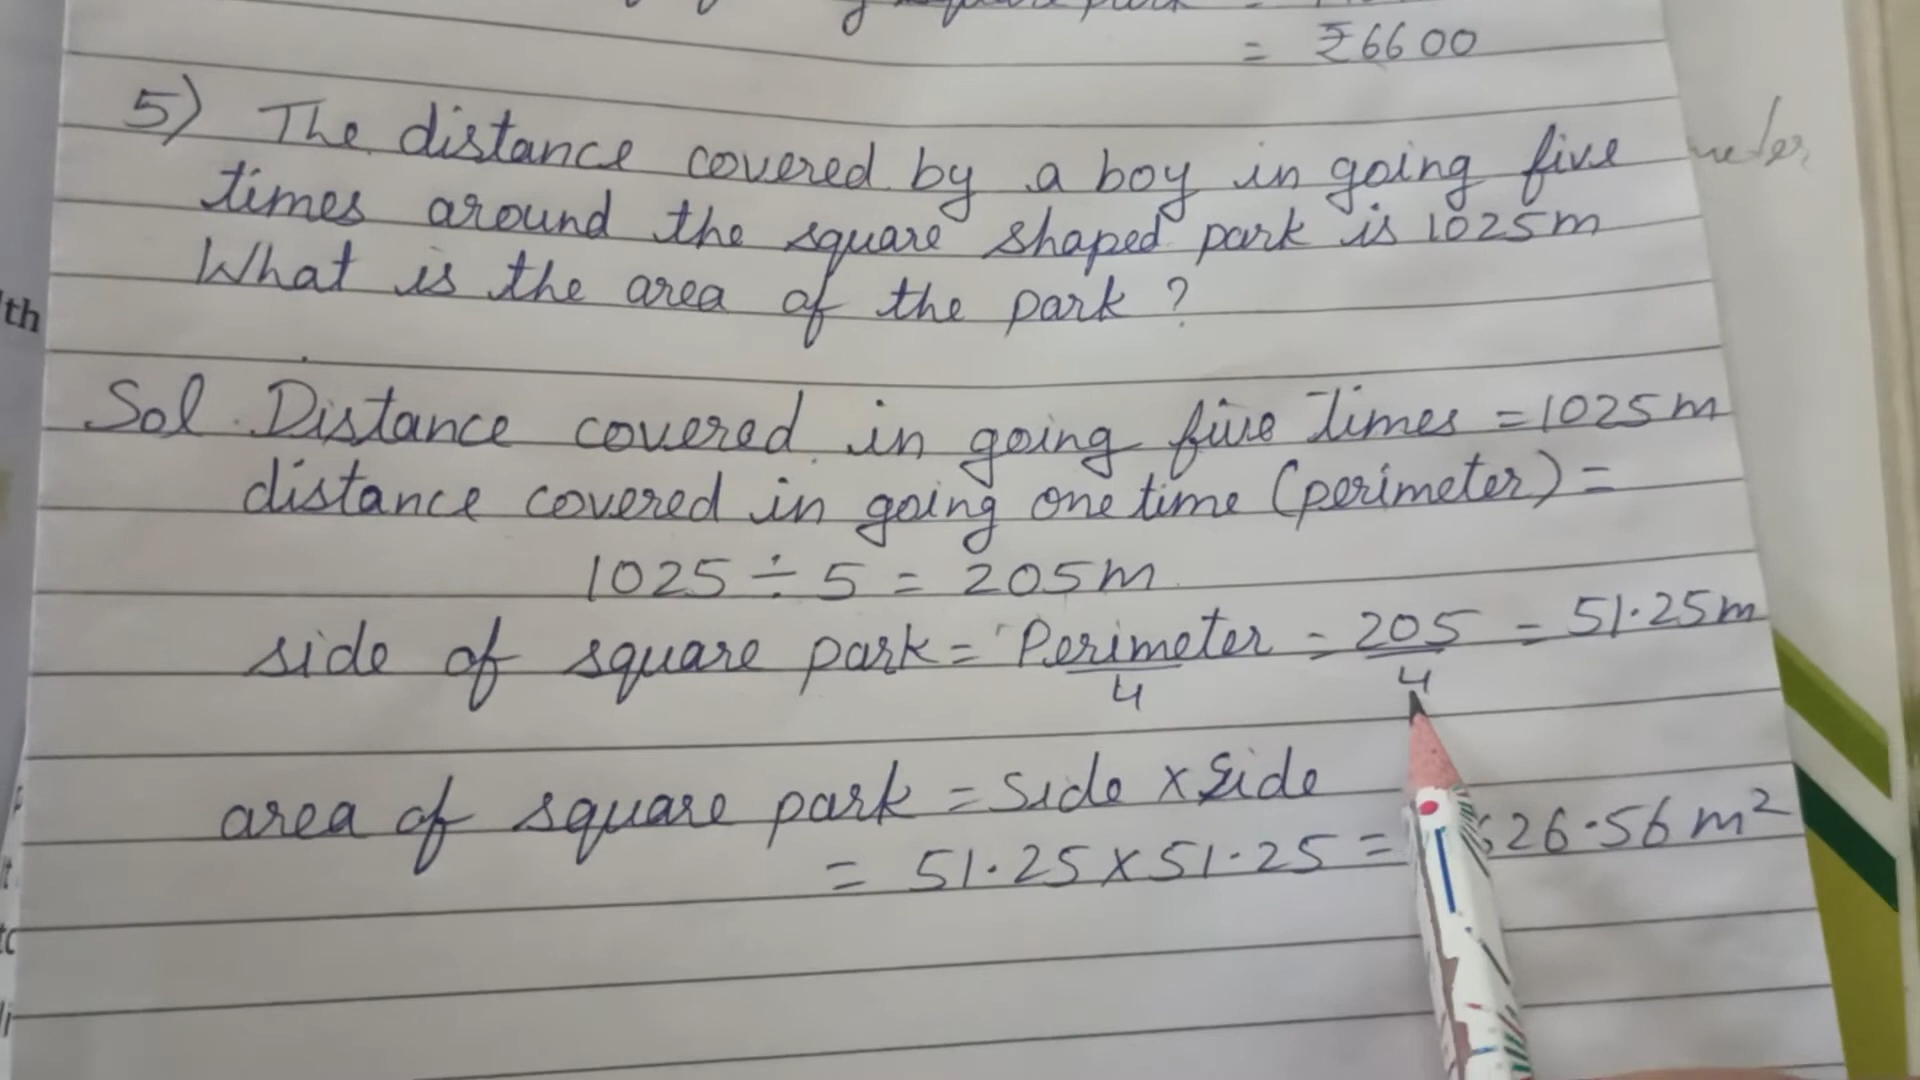 = ₹6600
5) The distance covered by a boy in going five
times around the square shaped park is 1025m
What is the area of the park?
Sol. Distance covered in going five times = 1025m
distance covered in going one time (perimeter) =
1025 ÷ 5 = 205m
side of square park = Perimeter/4 = 205/4 = 51.25m
area of square park = Side × Side
= 51.25 × 51.25 = 26.56 m²
th